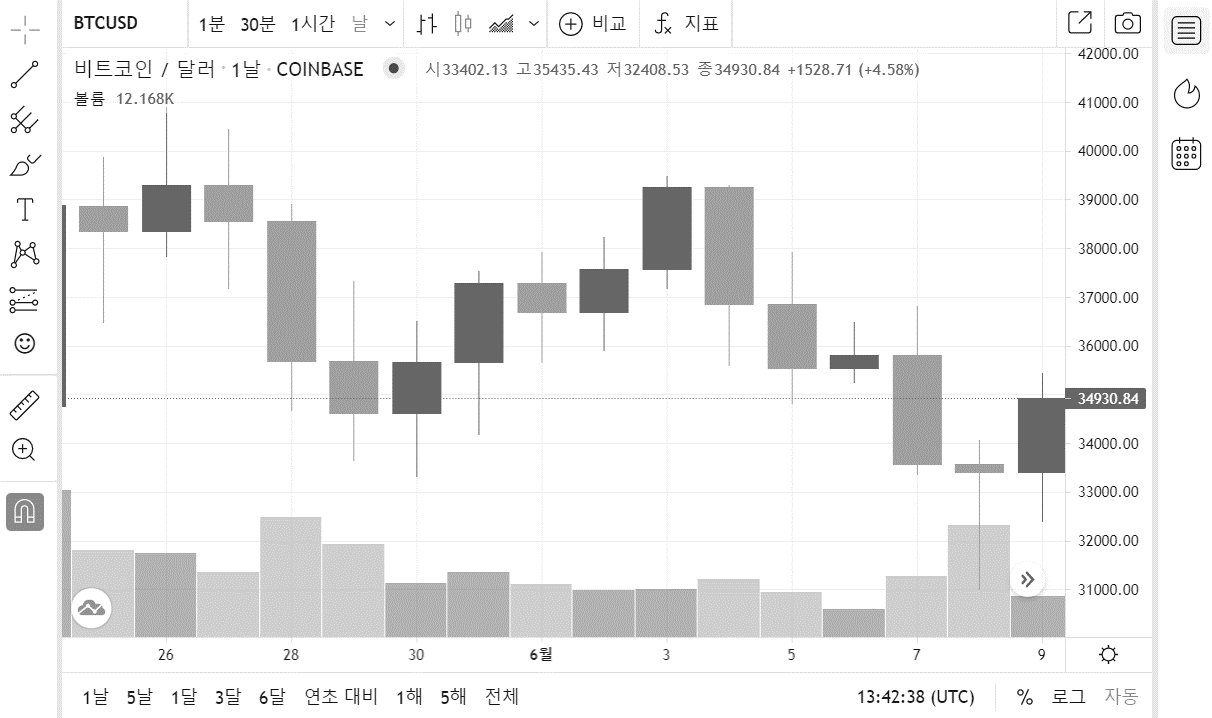 BTCUSD 1분 30분 1시간 날 비교 지표
비트코인 / 달러 · 1날 · COINBASE 시33402.13 고35435.43 저32408.53 종34930.84 +1528.71 (+4.58%)
볼륨 12.168K
42000.00
41000.00
40000.00
39000.00
38000.00
37000.00
36000.00
34930.84
34000.00
33000.00
32000.00
31000.00
26 28 30 6월 3 5 7 9
1날 5날 1달 3달 6달 연초 대비 1해 5해 전체 13:42:38 (UTC) % 로그 자동